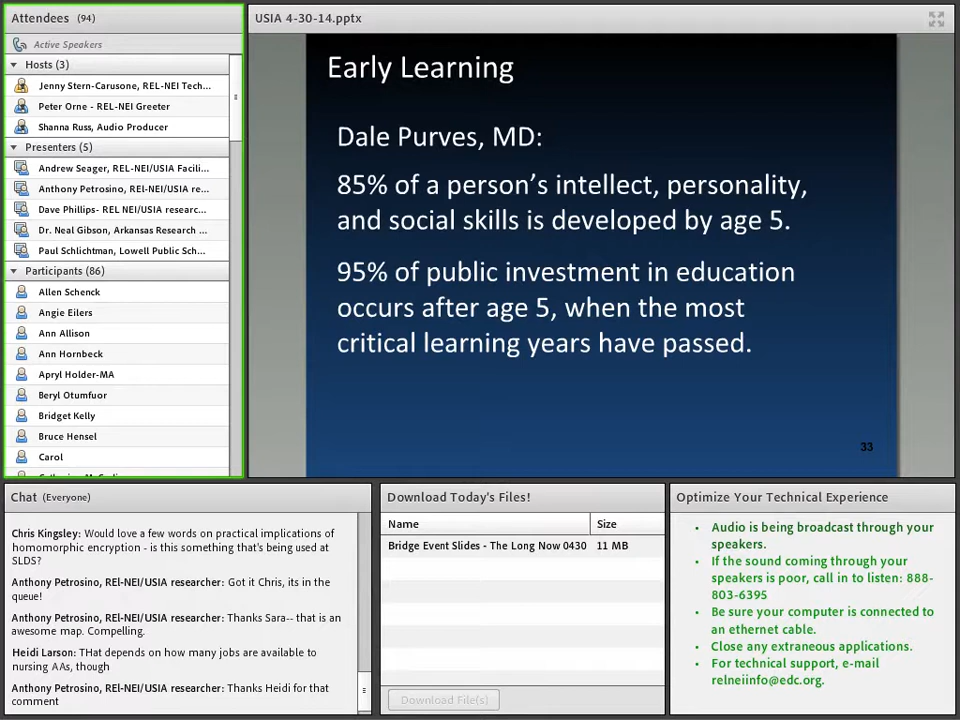 Attendees (94)
Active Speakers
Hosts (3)
Jenny Stern-Carusone, REL-NEI Tech...
Peter Orne - REL-NEI Greeter
Shanna Russ, Audio Producer
Presenters (5)
Andrew Seager, REL-NEI/USIA Facili...
Anthony Petrosino, REl-NEI/USIA re...
Dave Phillips- REL NEI/USIA researc...
Dr. Neal Gibson, Arkansas Research ...
Paul Schlichtman, Lowell Public Sch...
Participants (86)
Allen Schenck
Angie Eilers
Ann Allison
Ann Hornbeck
Apryl Holder-MA
Beryl Otumfuor
Bridget Kelly
Bruce Hensel
Carol
USIA 4-30-14.pptx
Early Learning
Dale Purves, MD:
85% of a person's intellect, personality,
and social skills is developed by age 5.
95% of public investment in education
occurs after age 5, when the most
critical learning years have passed.
33
Chat (Everyone)
Chris Kingsley: Would love a few words on practical implications of
homomorphic encryption - is this something that's being used at
SLDS?
Anthony Petrosino, REl-NEI/USIA researcher: Got it Chris, its in the
queue!
Anthony Petrosino, REl-NEI/USIA researcher: Thanks Sara-- that is an
awesome map. Compelling.
Heidi Larson: THat depends on how many jobs are available to
nursing AAs, though
Anthony Petrosino, REl-NEI/USIA researcher: Thanks Heidi for that
comment
Download Today's Files!
Name Size
Bridge Event Slides - The Long Now 0430 11 MB
Download File(s)
Optimize Your Technical Experience
• Audio is being broadcast through your
speakers.
• If the sound coming through your
speakers is poor, call in to listen: 888-
803-6395
• Be sure your computer is connected to
an ethernet cable.
• Close any extraneous applications.
• For technical support, e-mail
relneiinfo@edc.org.